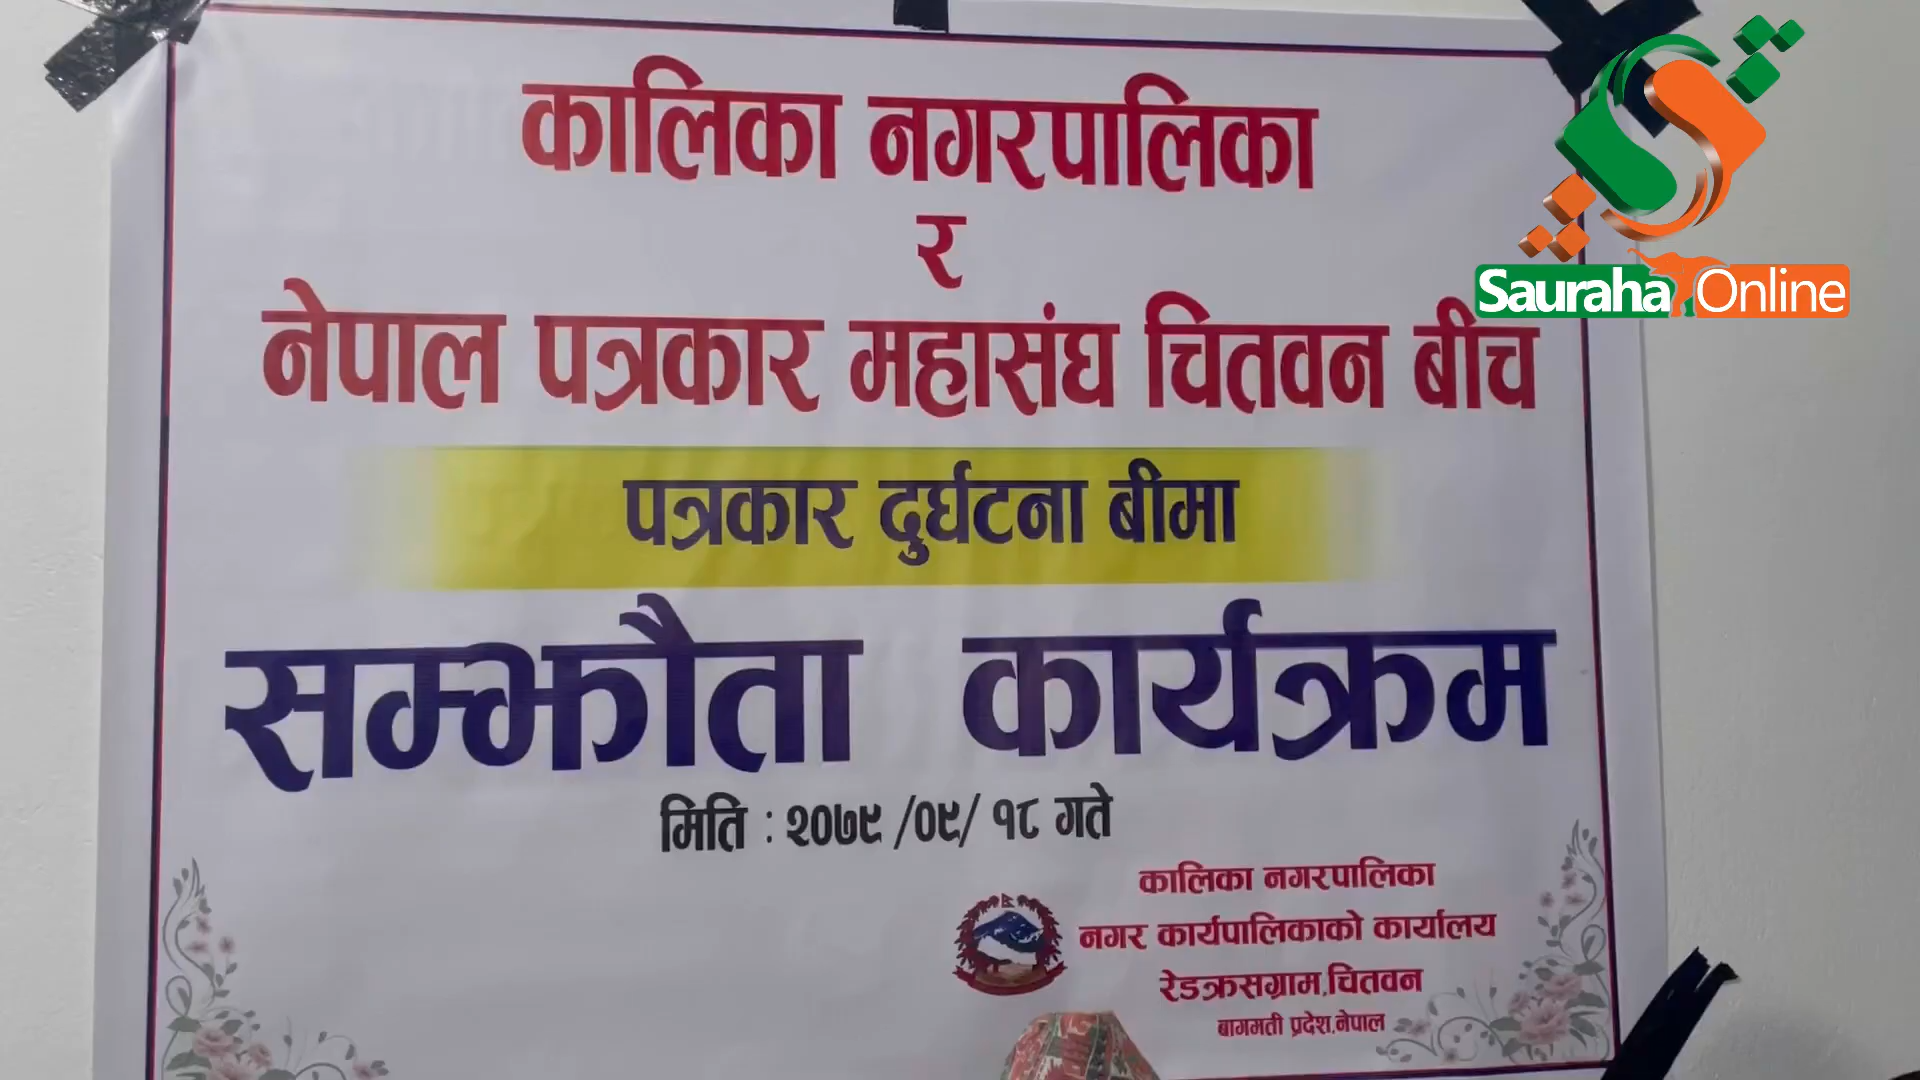 कालिका नगरपालिका
र
नेपाल पत्रकार महासंघ चितवन बीच
पत्रकार दुर्घटना बीमा
सम्झौता कार्यक्रम
मिति : २०७९ /०९/ १८ गते
कालिका नगरपालिका
नगर कार्यपालिकाको कार्यालय
रेडक्रसग्राम,चितवन
बागमती प्रदेश,नेपाल
Sauraha Online